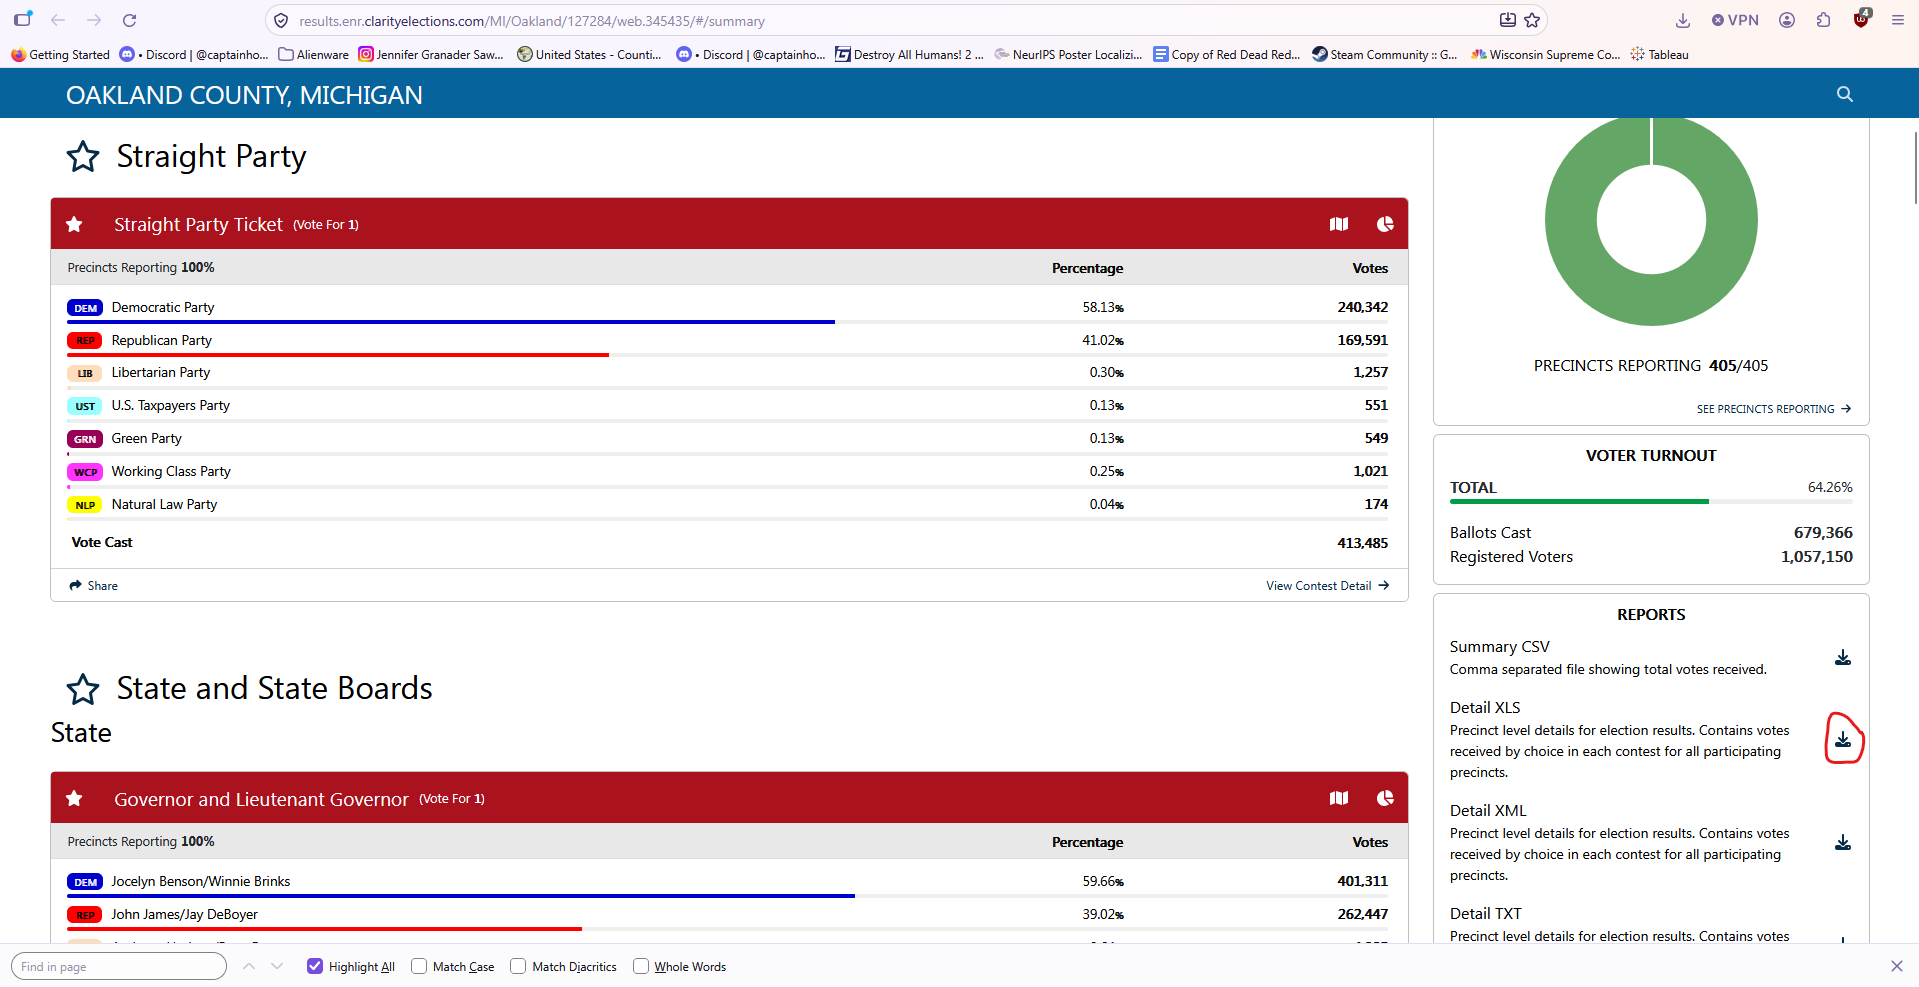 results.enr.clarityelections.com/MI/Oakland/127284/web.345435/#/summary
VPN
4
Getting Started
• Discord | @captainho...
Alienware
Jennifer Granader Saw...
United States - Counti...
• Discord | @captainho...
Destroy All Humans! 2 ...
NeurIPS Poster Localizi...
Copy of Red Dead Red...
Steam Community :: G...
Wisconsin Supreme Co...
Tableau
OAKLAND COUNTY, MICHIGAN
Straight Party
Straight Party Ticket (Vote For 1)
Precincts Reporting 100% Percentage Votes
DEM Democratic Party 58.13% 240,342
REP Republican Party 41.02% 169,591
LIB Libertarian Party 0.30% 1,257
UST U.S. Taxpayers Party 0.13% 551
GRN Green Party 0.13% 549
WCP Working Class Party 0.25% 1,021
NLP Natural Law Party 0.04% 174
Vote Cast 413,485
Share View Contest Detail
State and State Boards
State
Governor and Lieutenant Governor (Vote For 1)
Precincts Reporting 100% Percentage Votes
DEM Jocelyn Benson/Winnie Brinks 59.66% 401,311
REP John James/Jay DeBoyer 39.02% 262,447
PRECINCTS REPORTING 405/405
SEE PRECINCTS REPORTING
VOTER TURNOUT
TOTAL 64.26%
Ballots Cast 679,366
Registered Voters 1,057,150
REPORTS
Summary CSV
Comma separated file showing total votes received.
Detail XLS
Precinct level details for election results. Contains votes
received by choice in each contest for all participating
precincts.
Detail XML
Precinct level details for election results. Contains votes
received by choice in each contest for all participating
precincts.
Detail TXT
Precinct level details for election results. Contains votes
Find in page
Highlight All
Match Case
Match Diacritics
Whole Words